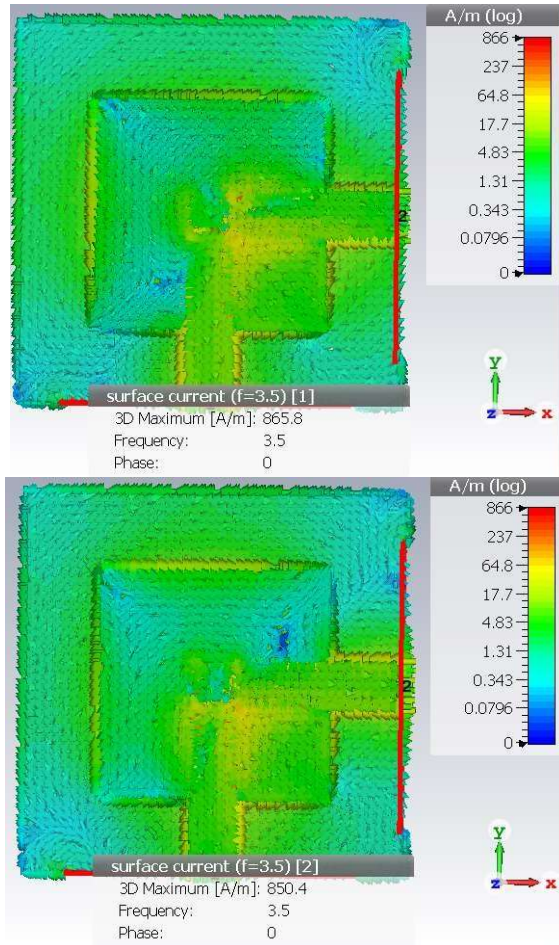 A/m (log)
866
237
64.8
17.7
4.83
1.31
0.343
0.0796
0
2
y
z x
surface current (f=3.5) [1]
3D Maximum [A/m]: 865.8
Frequency: 3.5
Phase: 0
A/m (log)
866
237
64.8
17.7
4.83
1.31
0.343
0.0796
0
2
y
z x
surface current (f=3.5) [2]
3D Maximum [A/m]: 850.4
Frequency: 3.5
Phase: 0